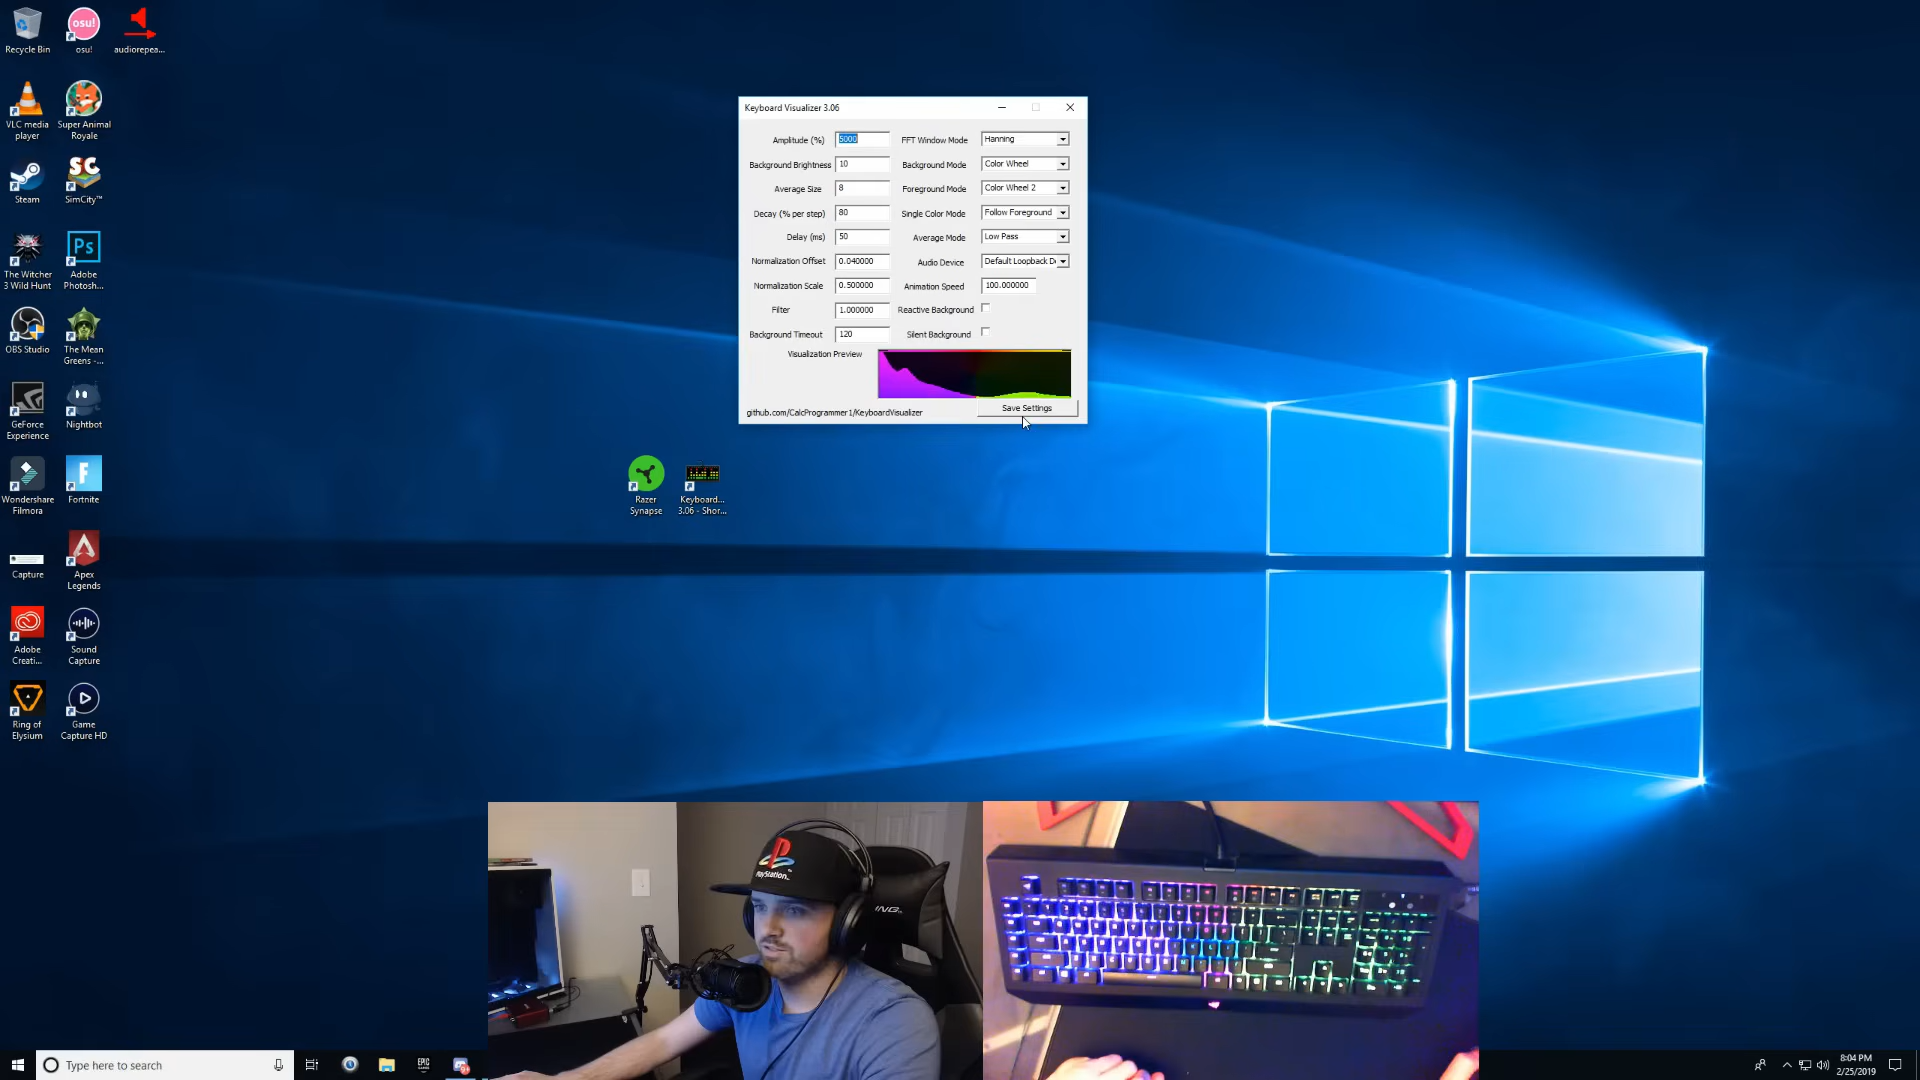 Recycle Bin
osu!
osu!
audiorepea...
VLC media
player
Super Animal
Royale
Steam
SC
SimCity™
The Witcher
3 Wild Hunt
Ps
Adobe
Photosh...
OBS Studio
The Mean
Greens -...
GeForce
Experience
Nightbot
Wondershare
Filmora
F
Fortnite
Capture
Apex
Legends
Adobe
Creati...
Sound
Capture
Ring of
Elysium
Game
Capture HD
Keyboard Visualizer 3.06
Amplitude (%) 5000 FFT Window Mode Hanning
Background Brightness 10 Background Mode Color Wheel
Average Size 8 Foreground Mode Color Wheel 2
Decay (% per step) 80 Single Color Mode Follow Foreground
Delay (ms) 50 Average Mode Low Pass
Normalization Offset 0.040000 Audio Device Default Loopback De
Normalization Scale 0.500000 Animation Speed 100.000000
Filter 1.000000 Reactive Background
Background Timeout 120 Silent Background
Visualization Preview
github.com/CalcProgrammer1/KeyboardVisualizer
Save Settings
Razer
Synapse
Keyboard...
3.06 - Shor...
PlayStation
Type here to search
EPIC
GAMES
8:04 PM
2/25/2019